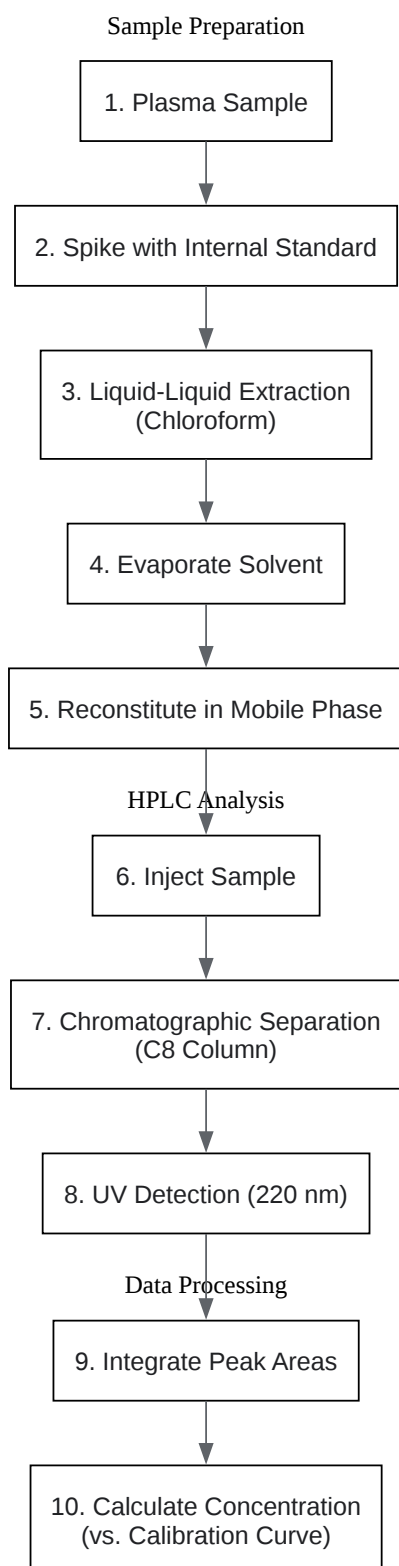 Sample Preparation
1. Plasma Sample
2. Spike with Internal Standard
3. Liquid-Liquid Extraction
(Chloroform)
4. Evaporate Solvent
5. Reconstitute in Mobile Phase
HPLC Analysis
6. Inject Sample
7. Chromatographic Separation
(C8 Column)
8. UV Detection (220 nm)
Data Processing
9. Integrate Peak Areas
10. Calculate Concentration
(vs. Calibration Curve)